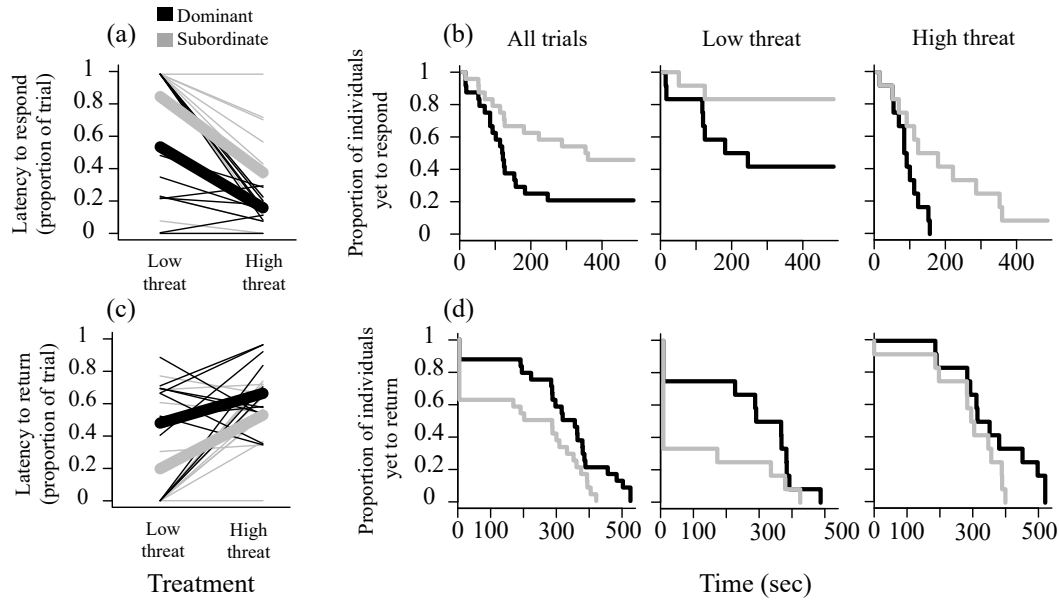 Dominant
Subordinate
(a)
Latency to respond
(proportion of trial)
1
0.8
0.6
0.4
0.2
0
Low
threat
High
threat
(b)
All trials
Low threat
High threat
Proportion of individuals
yet to respond
1
0.8
0.6
0.4
0.2
0
0 200 400
0 200 400
0 200 400
(c)
Latency to return
(proportion of trial)
1
0.8
0.6
0.4
0.2
0
Low
threat
High
threat
Treatment
(d)
Proportion of individuals
yet to return
1
0.8
0.6
0.4
0.2
0
0 100 300 500
0 100 300 500
0 100 300 500
Time (sec)